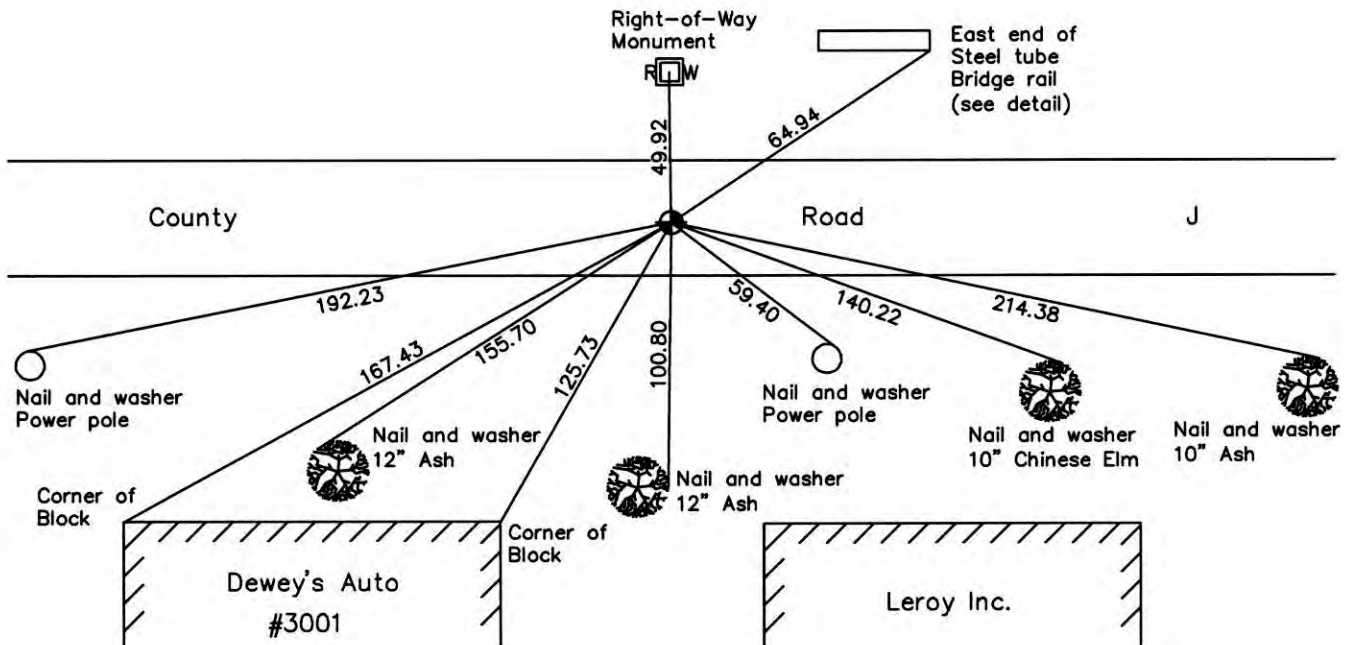 Right-of-Way
Monument
R W
East end of
Steel tube
Bridge rail
(see detail)
49.92
64.94
County Road J
192.23
167.43
155.70
125.73
100.80
59.40
140.22
214.38
Nail and washer
Power pole
Nail and washer
12" Ash
Nail and washer
12" Ash
Nail and washer
Power pole
Nail and washer
10" Chinese Elm
Nail and washer
10" Ash
Corner of
Block
Corner of
Block
Dewey's Auto
#3001
Leroy Inc.